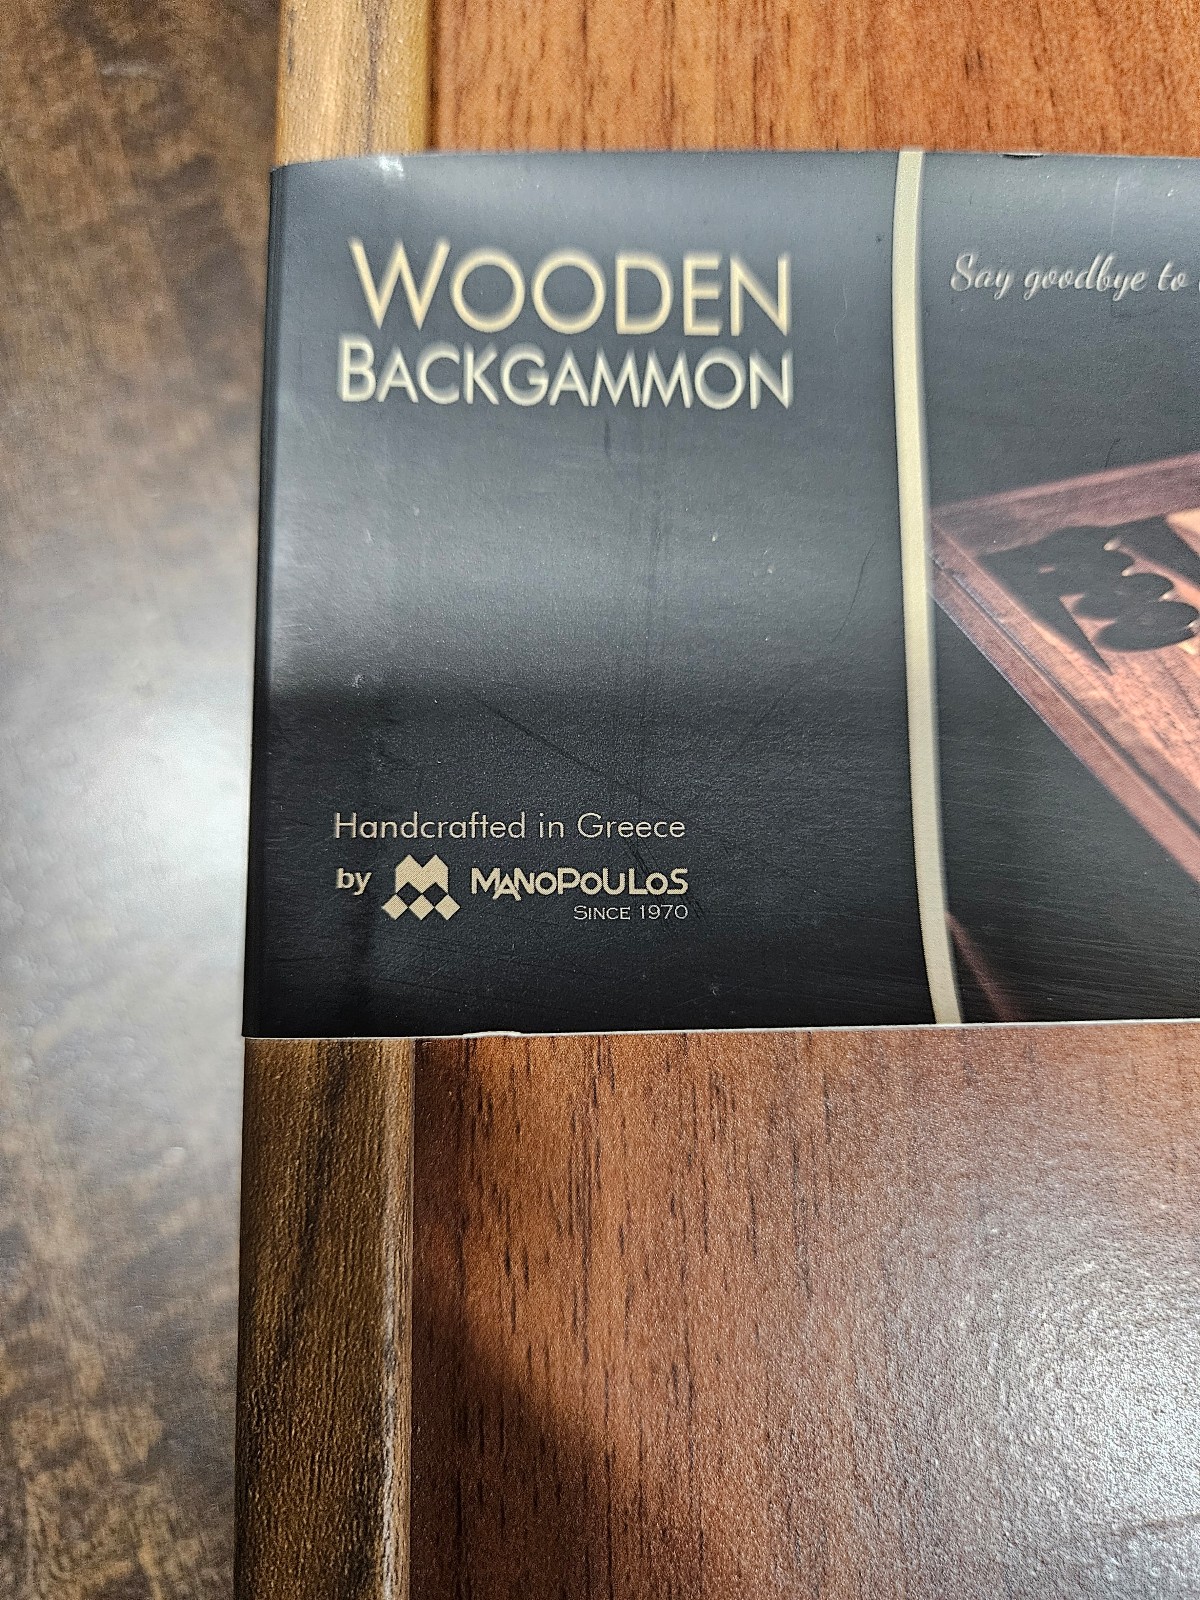 WOODEN
BACKGAMMON
Say goodbye to
Handcrafted in Greece
by MANOPOULOS
SINCE 1970